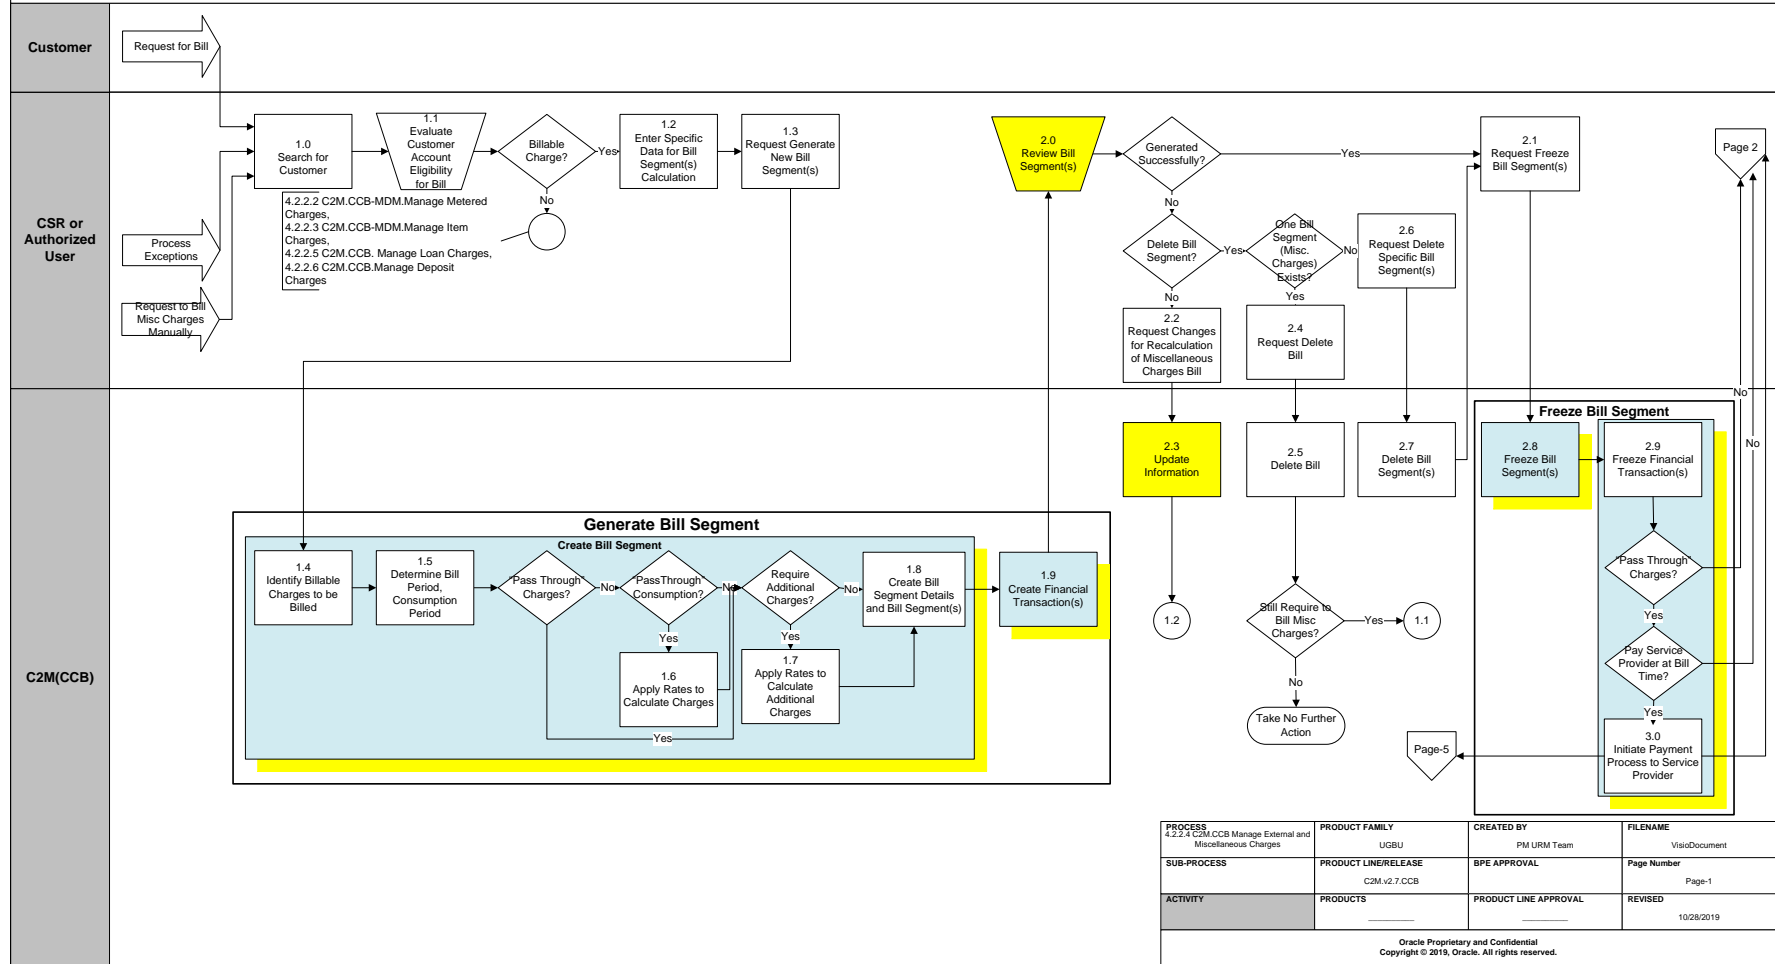 Customer
Request for Bill
CSR or
Authorized
User
Process
Exceptions
Request to Bill
Misc Charges
Manually
1.0
Search for
Customer
1.1
Evaluate
Customer
Account
Eligibility
for Bill
Billable
Charge?
Yes
No
1.2
Enter Specific
Data for Bill
Segment(s)
Calculation
1.3
Request Generate
New Bill
Segment(s)
4.2.2.2 C2M.CCB-MDM.Manage Metered
Charges,
4.2.2.3 C2M.CCB-MDM.Manage Item
Charges,
4.2.2.5 C2M.CCB. Manage Loan Charges,
4.2.2.6 C2M.CCB.Manage Deposit
Charges
2.0
Review Bill
Segment(s)
Generated
Successfully?
Yes
No
2.1
Request Freeze
Bill Segment(s)
Page 2
Delete Bill
Segment?
Yes
No
One Bill
Segment
(Misc.
Charges)
Exists?
No
Yes
2.6
Request Delete
Specific Bill
Segment(s)
2.2
Request Changes
for Recalculation
of Miscellaneous
Charges Bill
2.4
Request Delete
Bill
No
No
C2M(CCB)
2.3
Update
Information
2.5
Delete Bill
2.7
Delete Bill
Segment(s)
Freeze Bill Segment
2.8
Freeze Bill
Segment(s)
2.9
Freeze Financial
Transaction(s)
"Pass Through"
Charges?
Yes
Pay Service
Provider at Bill
Time?
Yes
3.0
Initiate Payment
Process to Service
Provider
Page-5
Generate Bill Segment
Create Bill Segment
1.4
Identify Billable
Charges to be
Billed
1.5
Determine Bill
Period,
Consumption
Period
"Pass Through"
Charges?
No
Yes
"PassThrough"
Consumption?
No
Yes
Require
Additional
Charges?
No
Yes
1.8
Create Bill
Segment Details
and Bill Segment(s)
1.9
Create Financial
Transaction(s)
1.6
Apply Rates to
Calculate Charges
1.7
Apply Rates to
Calculate
Additional
Charges
1.2
Still Require to
Bill Misc
Charges?
Yes
1.1
No
Take No Further
Action
PROCESS
4.2.2.4 C2M.CCB Manage External and
Miscellaneous Charges
PRODUCT FAMILY
UGBU
CREATED BY
PM URM Team
FILENAME
VisioDocument
SUB-PROCESS
PRODUCT LINE/RELEASE
C2M.v2.7.CCB
BPE APPROVAL
Page Number
Page-1
ACTIVITY
PRODUCTS
PRODUCT LINE APPROVAL
REVISED
10/28/2019
Oracle Proprietary and Confidential
Copyright © 2019, Oracle. All rights reserved.